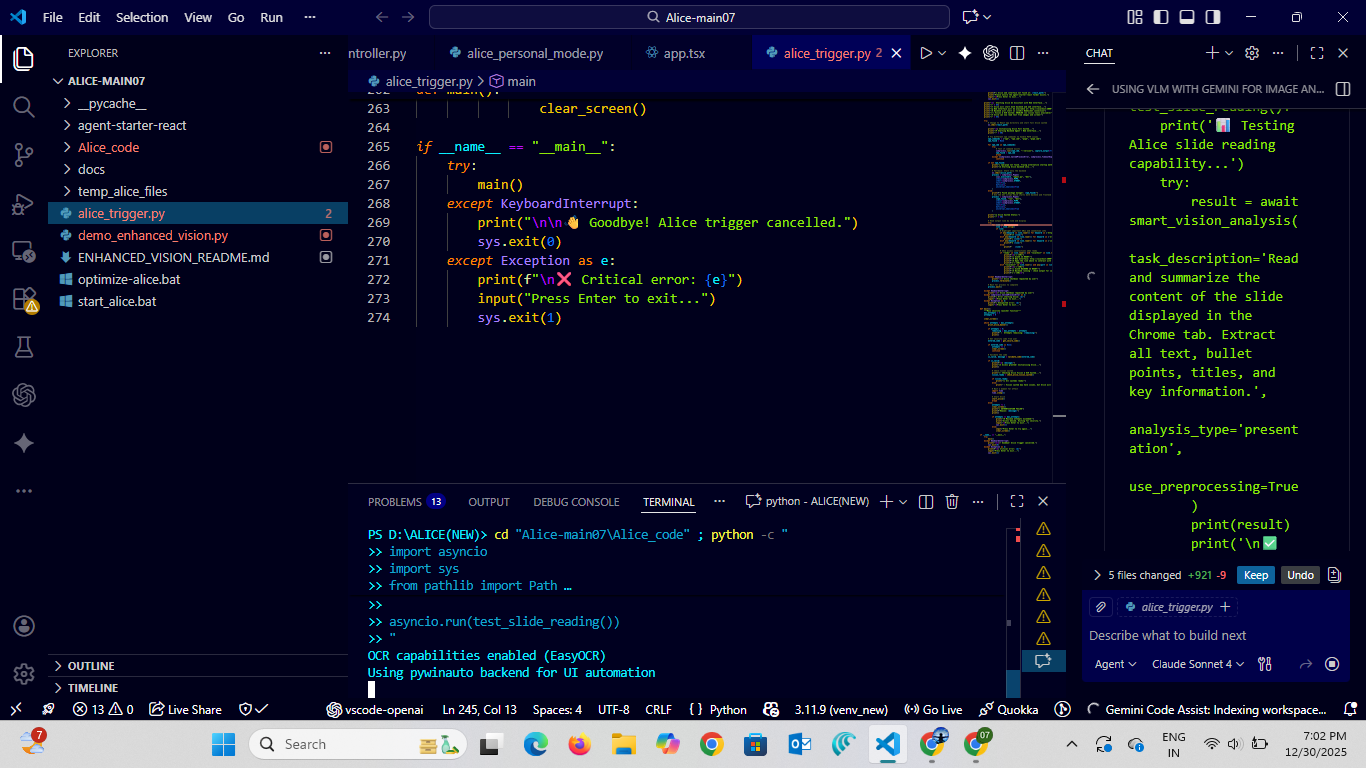 File Edit Selection View Go Run ···
Alice-main07
EXPLORER
ALICE-MAIN07
__pycache__
agent-starter-react
Alice_code
docs
temp_alice_files
alice_trigger.py 2
demo_enhanced_vision.py
ENHANCED_VISION_README.md
optimize-alice.bat
start_alice.bat
OUTLINE
TIMELINE
ntroller.py alice_personal_mode.py app.tsx alice_trigger.py 2
alice_trigger.py > main
262 def main():
263 clear_screen()
264
265 if __name__ == "__main__":
266 try:
267 main()
268 except KeyboardInterrupt:
269 print("\n\n👋 Goodbye! Alice trigger cancelled.")
270 sys.exit(0)
271 except Exception as e:
272 print(f"\n❌ Critical error: {e}")
273 input("Press Enter to exit...")
274 sys.exit(1)
PROBLEMS 13 OUTPUT DEBUG CONSOLE TERMINAL ··· python - ALICE(NEW)
PS D:\ALICE(NEW)> cd "Alice-main07\Alice_code" ; python -c "
>> import asyncio
>> import sys
>> from pathlib import Path …
>>
>> asyncio.run(test_slide_reading())
>> "
OCR capabilities enabled (EasyOCR)
Using pywinauto backend for UI automation
CHAT
USING VLM WITH GEMINI FOR IMAGE AN...
test_slide_reading():
print('📊 Testing
Alice slide reading
capability...')
try:
result = await
smart_vision_analysis(
task_description='Read
and summarize the
content of the slide
displayed in the
Chrome tab. Extract
all text, bullet
points, titles, and
key information.',
analysis_type='present
ation',
use_preprocessing=True
)
print(result)
print('\n✅
5 files changed +921 -9 Keep Undo
alice_trigger.py
Describe what to build next
Agent Claude Sonnet 4
13 0 Live Share vscode-openai Ln 245, Col 13 Spaces: 4 UTF-8 CRLF { } Python 3.11.9 (venv_new) Go Live Quokka Gemini Code Assist: Indexing workspace...
7 Search 07 ENG
IN
7:02 PM
12/30/2025